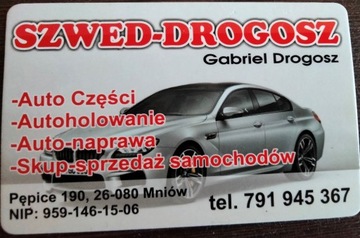 SZWED-DROGOSZ
Gabriel Drogosz
-Auto Części
-Autoholowanie
-Auto-naprawa
-Skup-sprzedaż samochodów
Pępice 190, 26-080 Mniów
NIP: 959-146-15-06
tel. 791 945 367